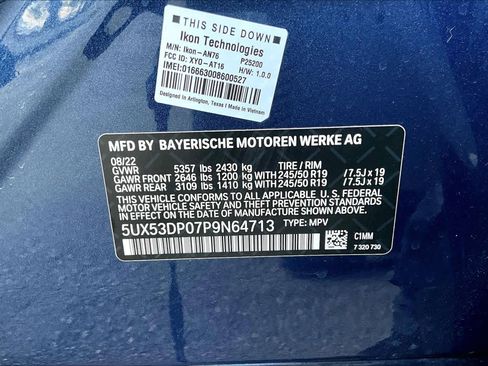 THIS SIDE DOWN
Ikon Technologies
M/N: Ikon-AN76 P25200
FCC ID: XYO-AT16 H/W: 1.0.0
IMEI:016663008600527
Designed in Arlington, Texas | Made in Vietnam
MFD BY BAYERISCHE MOTOREN WERKE AG
08/22
GVWR 5357 lbs 2430 kg TIRE / RIM
GAWR FRONT 2646 lbs 1200 kg 245/50 R19 /7.5J x 19
GAWR REAR 3109 lbs 1410 kg 245/50 R19 /7.5J x 19
THIS VEHICLE CONFORMS TO ALL APPLICABLE U.S. FEDERAL
MOTOR VEHICLE SAFETY AND THEFT PREVENTION STANDARDS
IN EFFECT ON THE DATE OF MANUFACTURE SHOWN ABOVE.
5UX53DP07P9N64713 TYPE: MPV C1MM
7 320 730